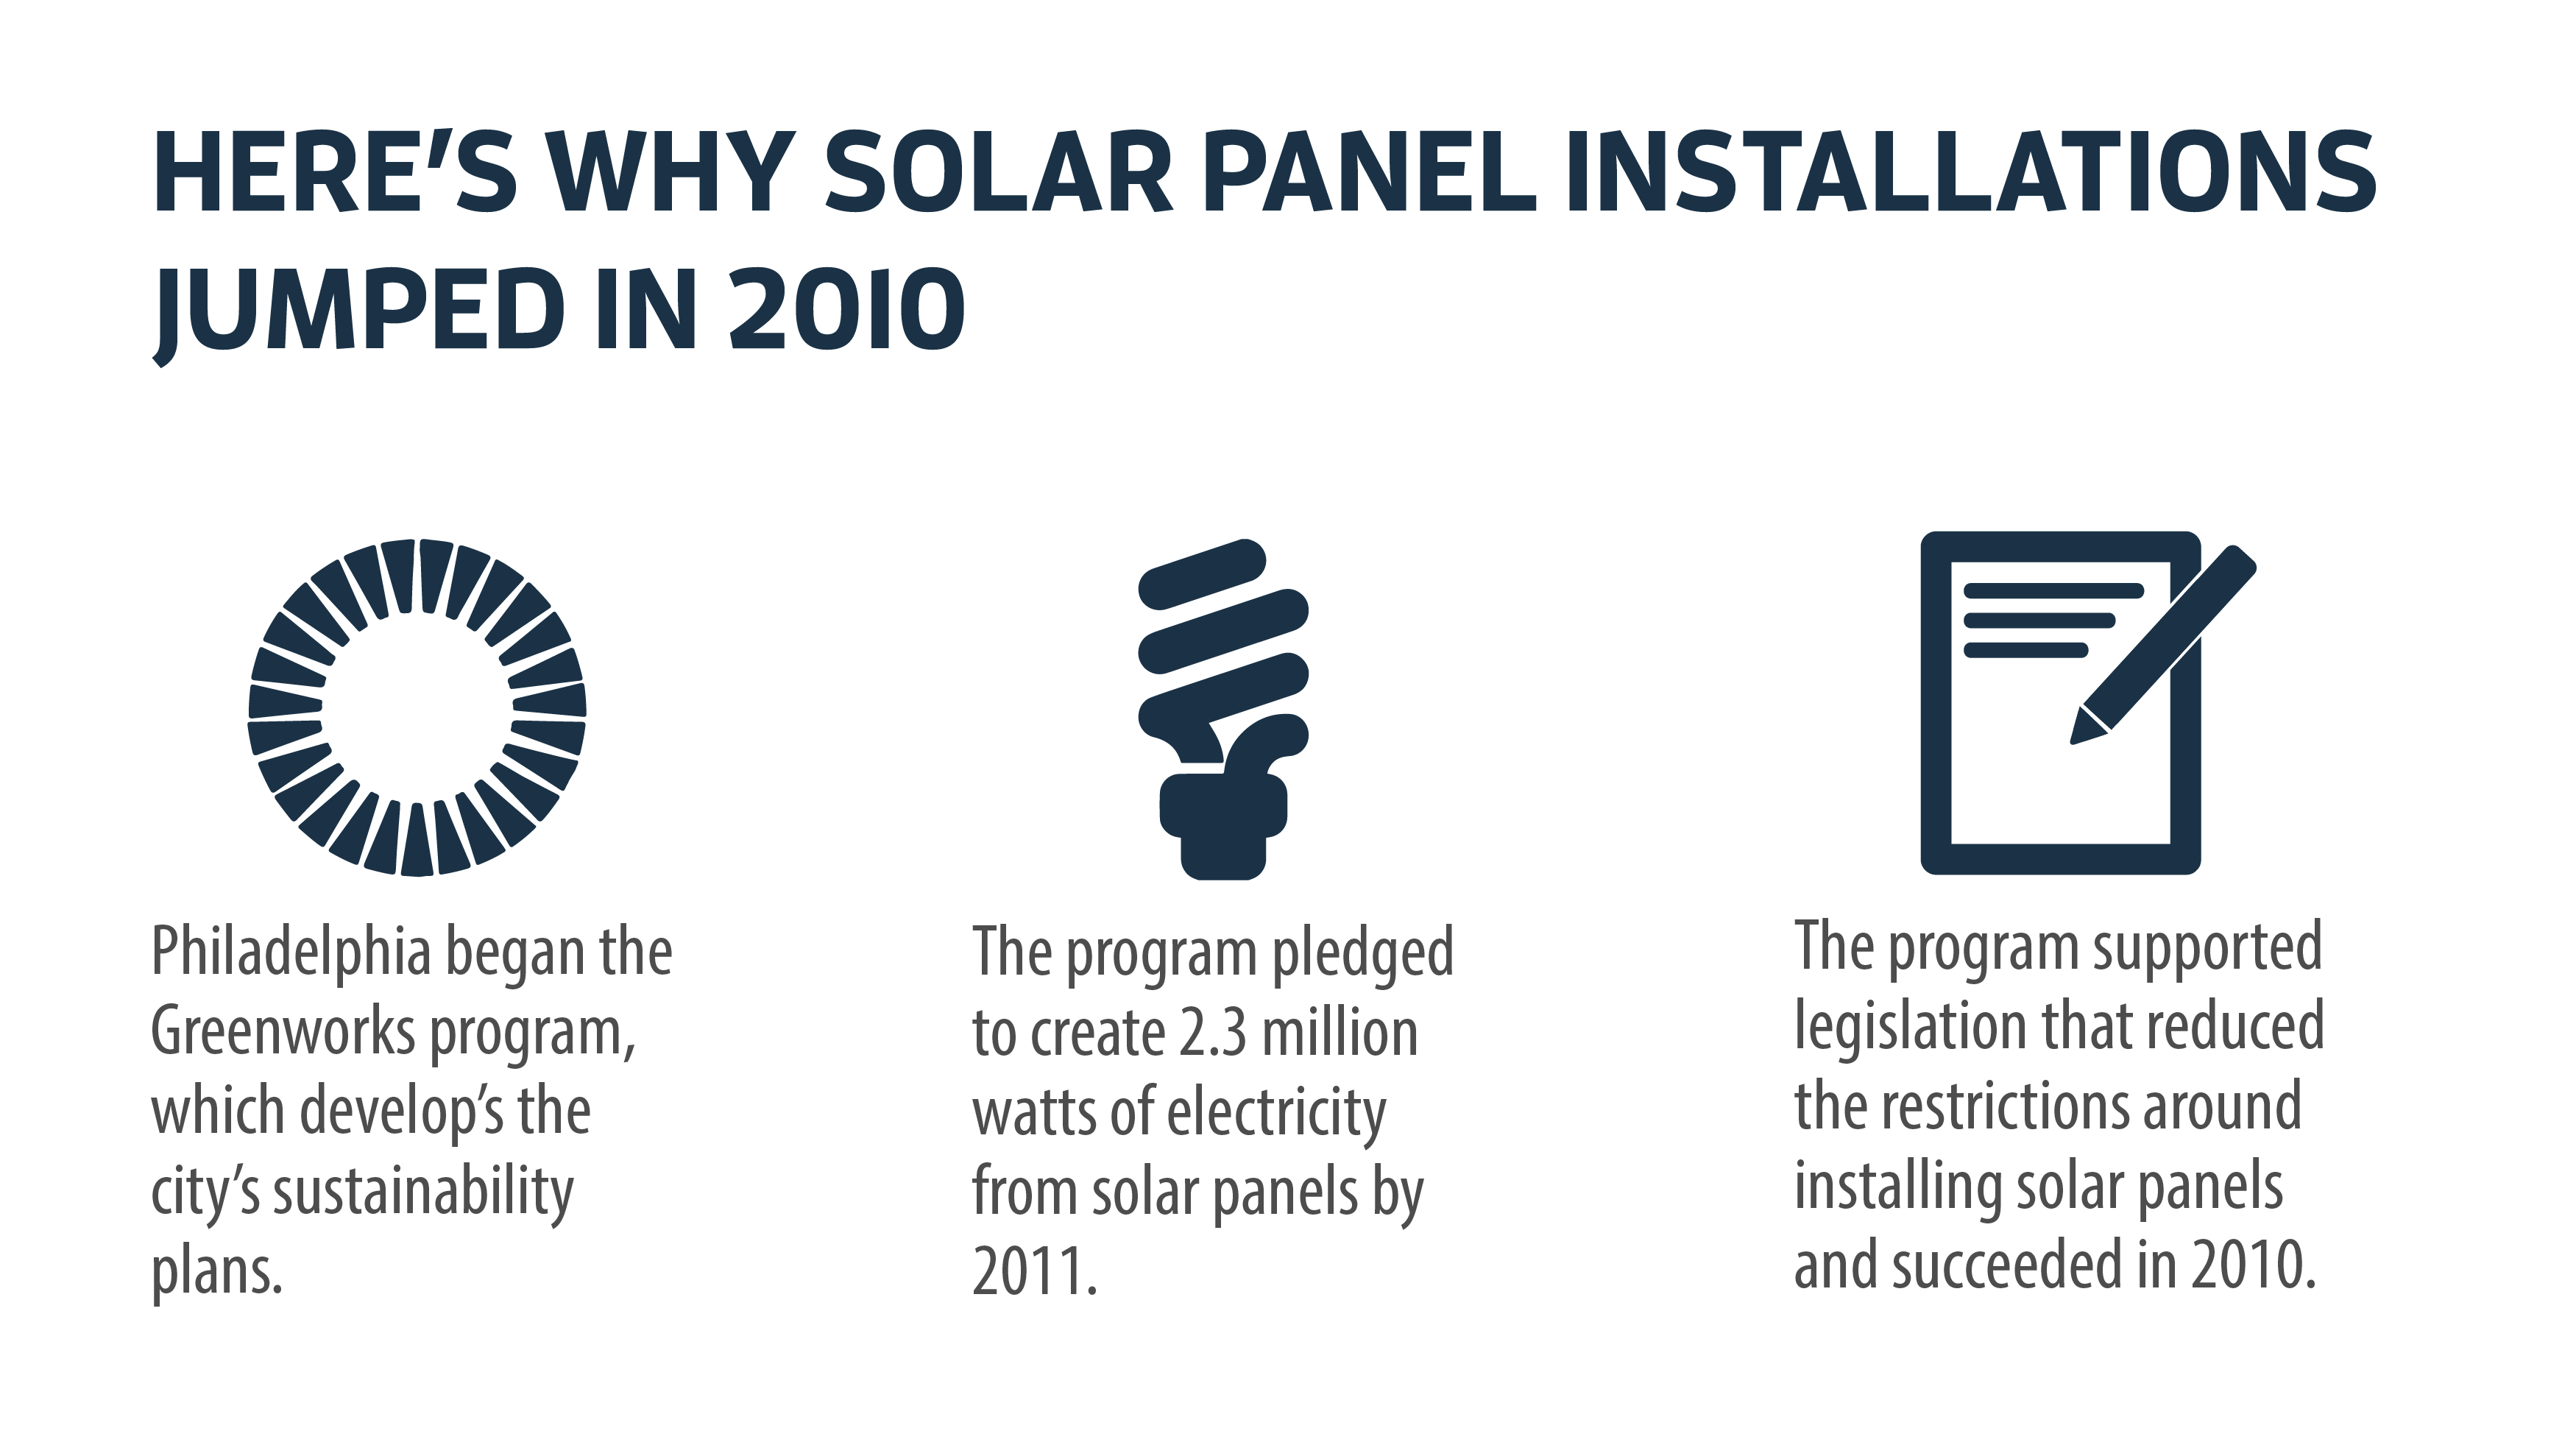 HERE’S WHY SOLAR PANEL INSTALLATIONS
JUMPED IN 2010
Philadelphia began the
Greenworks program,
which develop’s the
city’s sustainability
plans.
The program pledged
to create 2.3 million
watts of electricity
from solar panels by
2011.
The program supported
legislation that reduced
the restrictions around
installing solar panels
and succeeded in 2010.